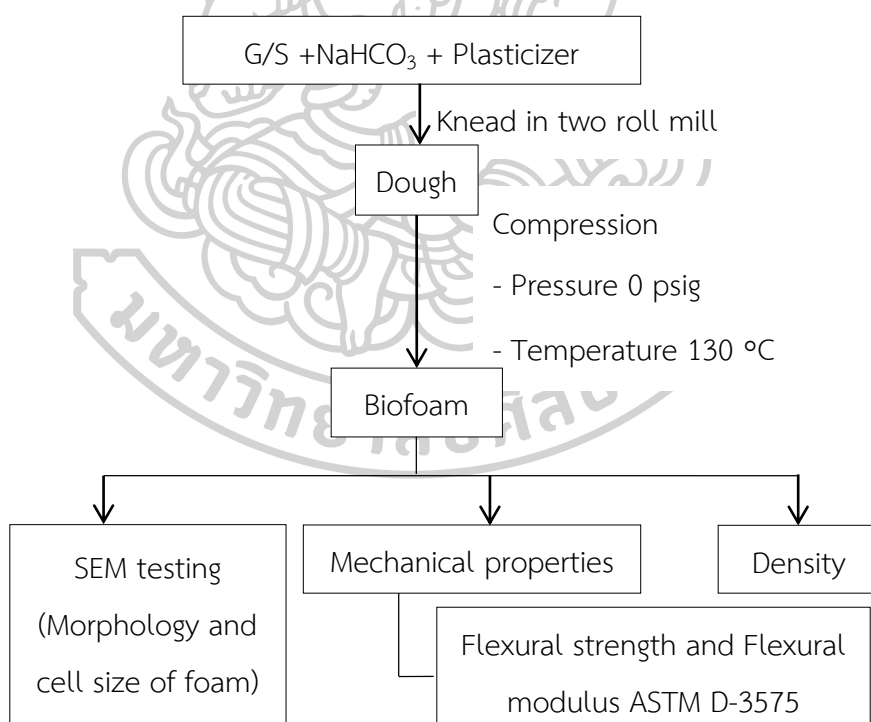 G/S +NaHCO₃ + Plasticizer
Knead in two roll mill
Dough
Compression
- Pressure 0 psig
- Temperature 130 °C
Biofoam
SEM testing
(Morphology and
cell size of foam)
Mechanical properties
Density
Flexural strength and Flexural
modulus ASTM D-3575